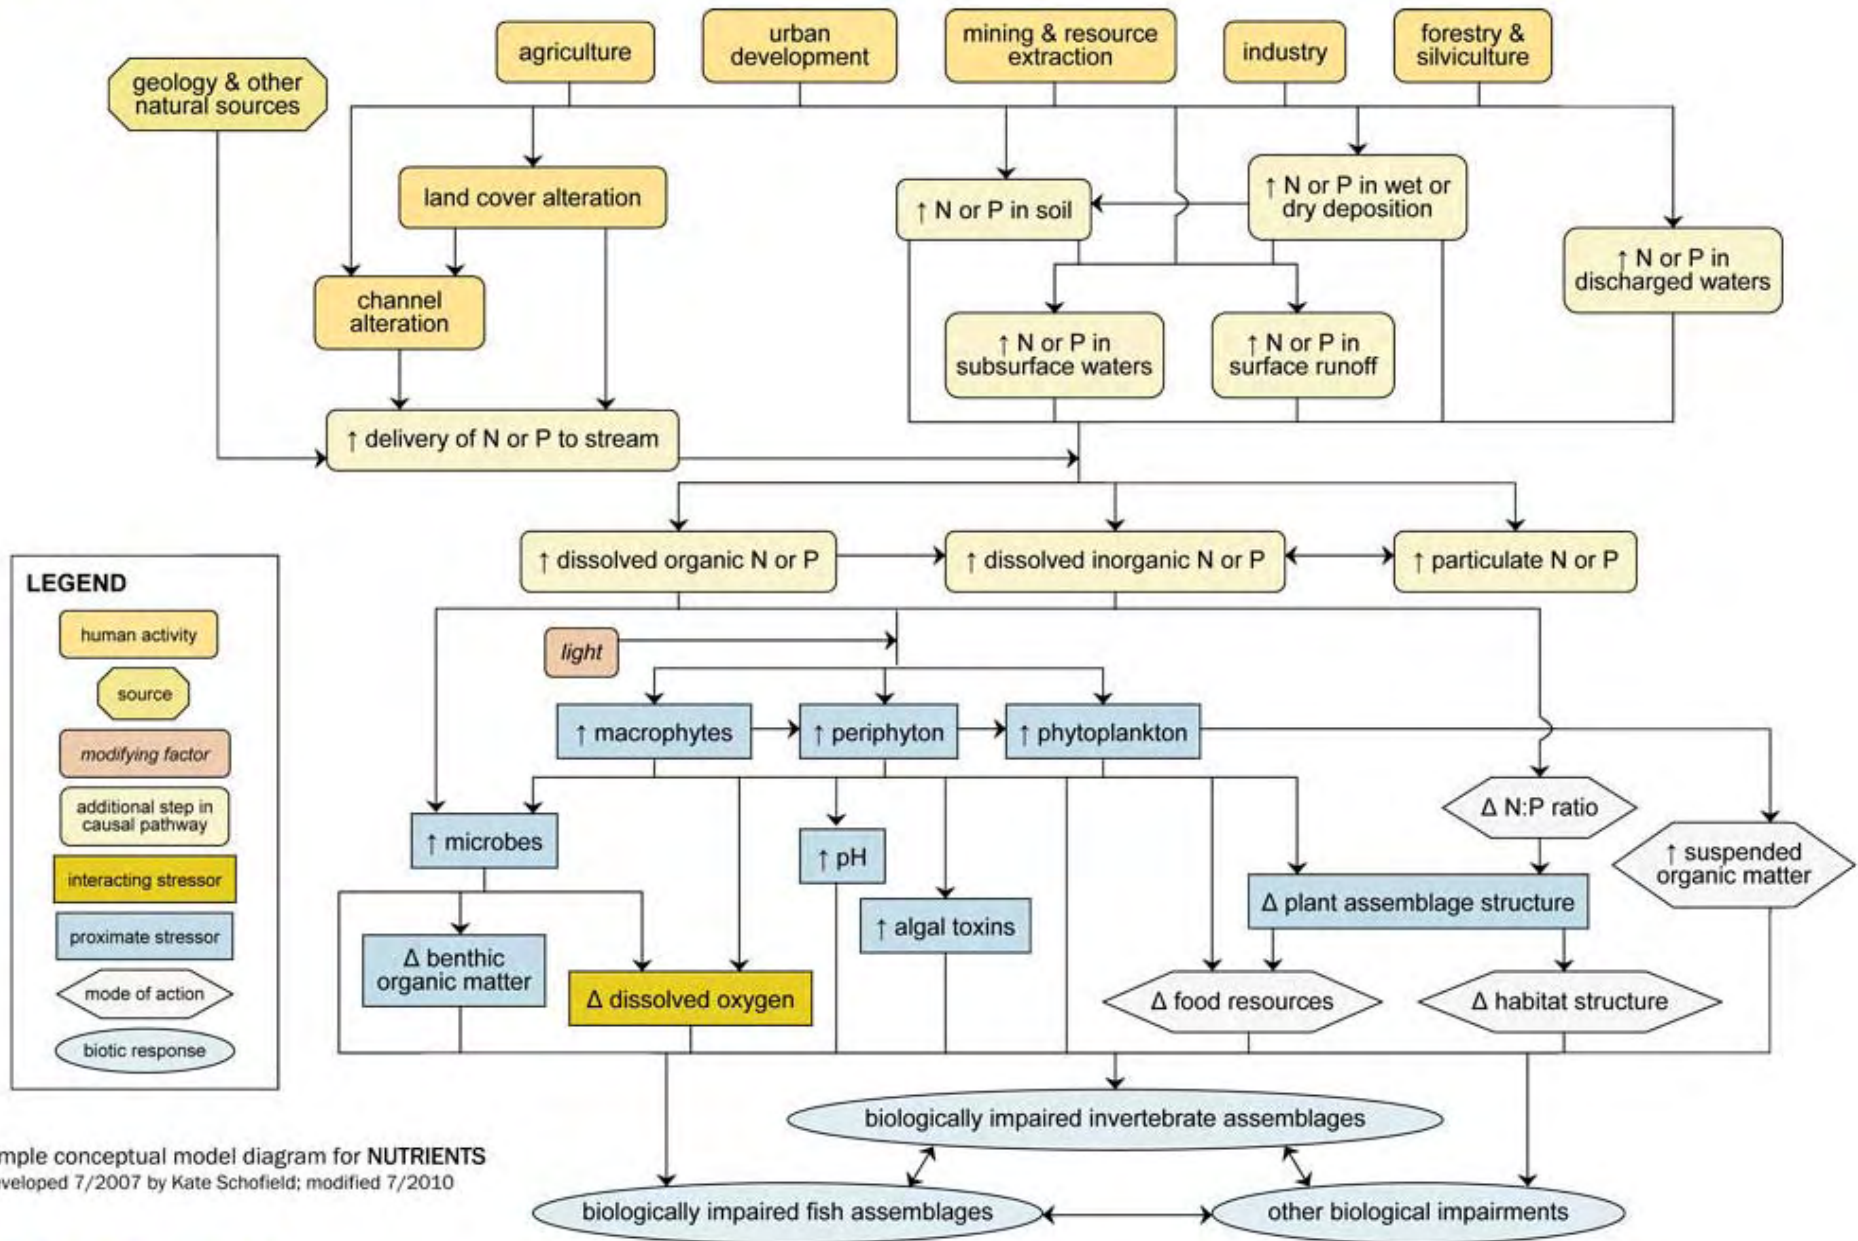 agriculture
urban
development
mining & resource
extraction
industry
forestry &
silviculture
geology & other
natural sources
land cover alteration
↑ N or P in soil
↑ N or P in wet or
dry deposition
↑ N or P in
discharged waters
channel
alteration
↑ N or P in
subsurface waters
↑ N or P in
surface runoff
↑ delivery of N or P to stream
↑ dissolved organic N or P
↑ dissolved inorganic N or P
↑ particulate N or P
LEGEND
human activity
source
modifying factor
additional step in
causal pathway
interacting stressor
proximate stressor
mode of action
biotic response
light
↑ macrophytes
↑ periphyton
↑ phytoplankton
Δ N:P ratio
↑ microbes
↑ pH
↑ suspended
organic matter
Δ plant assemblage structure
↑ algal toxins
Δ benthic
organic matter
Δ dissolved oxygen
Δ food resources
Δ habitat structure
biologically impaired invertebrate assemblages
biologically impaired fish assemblages
other biological impairments
mple conceptual model diagram for NUTRIENTS
veloped 7/2007 by Kate Schofield; modified 7/2010